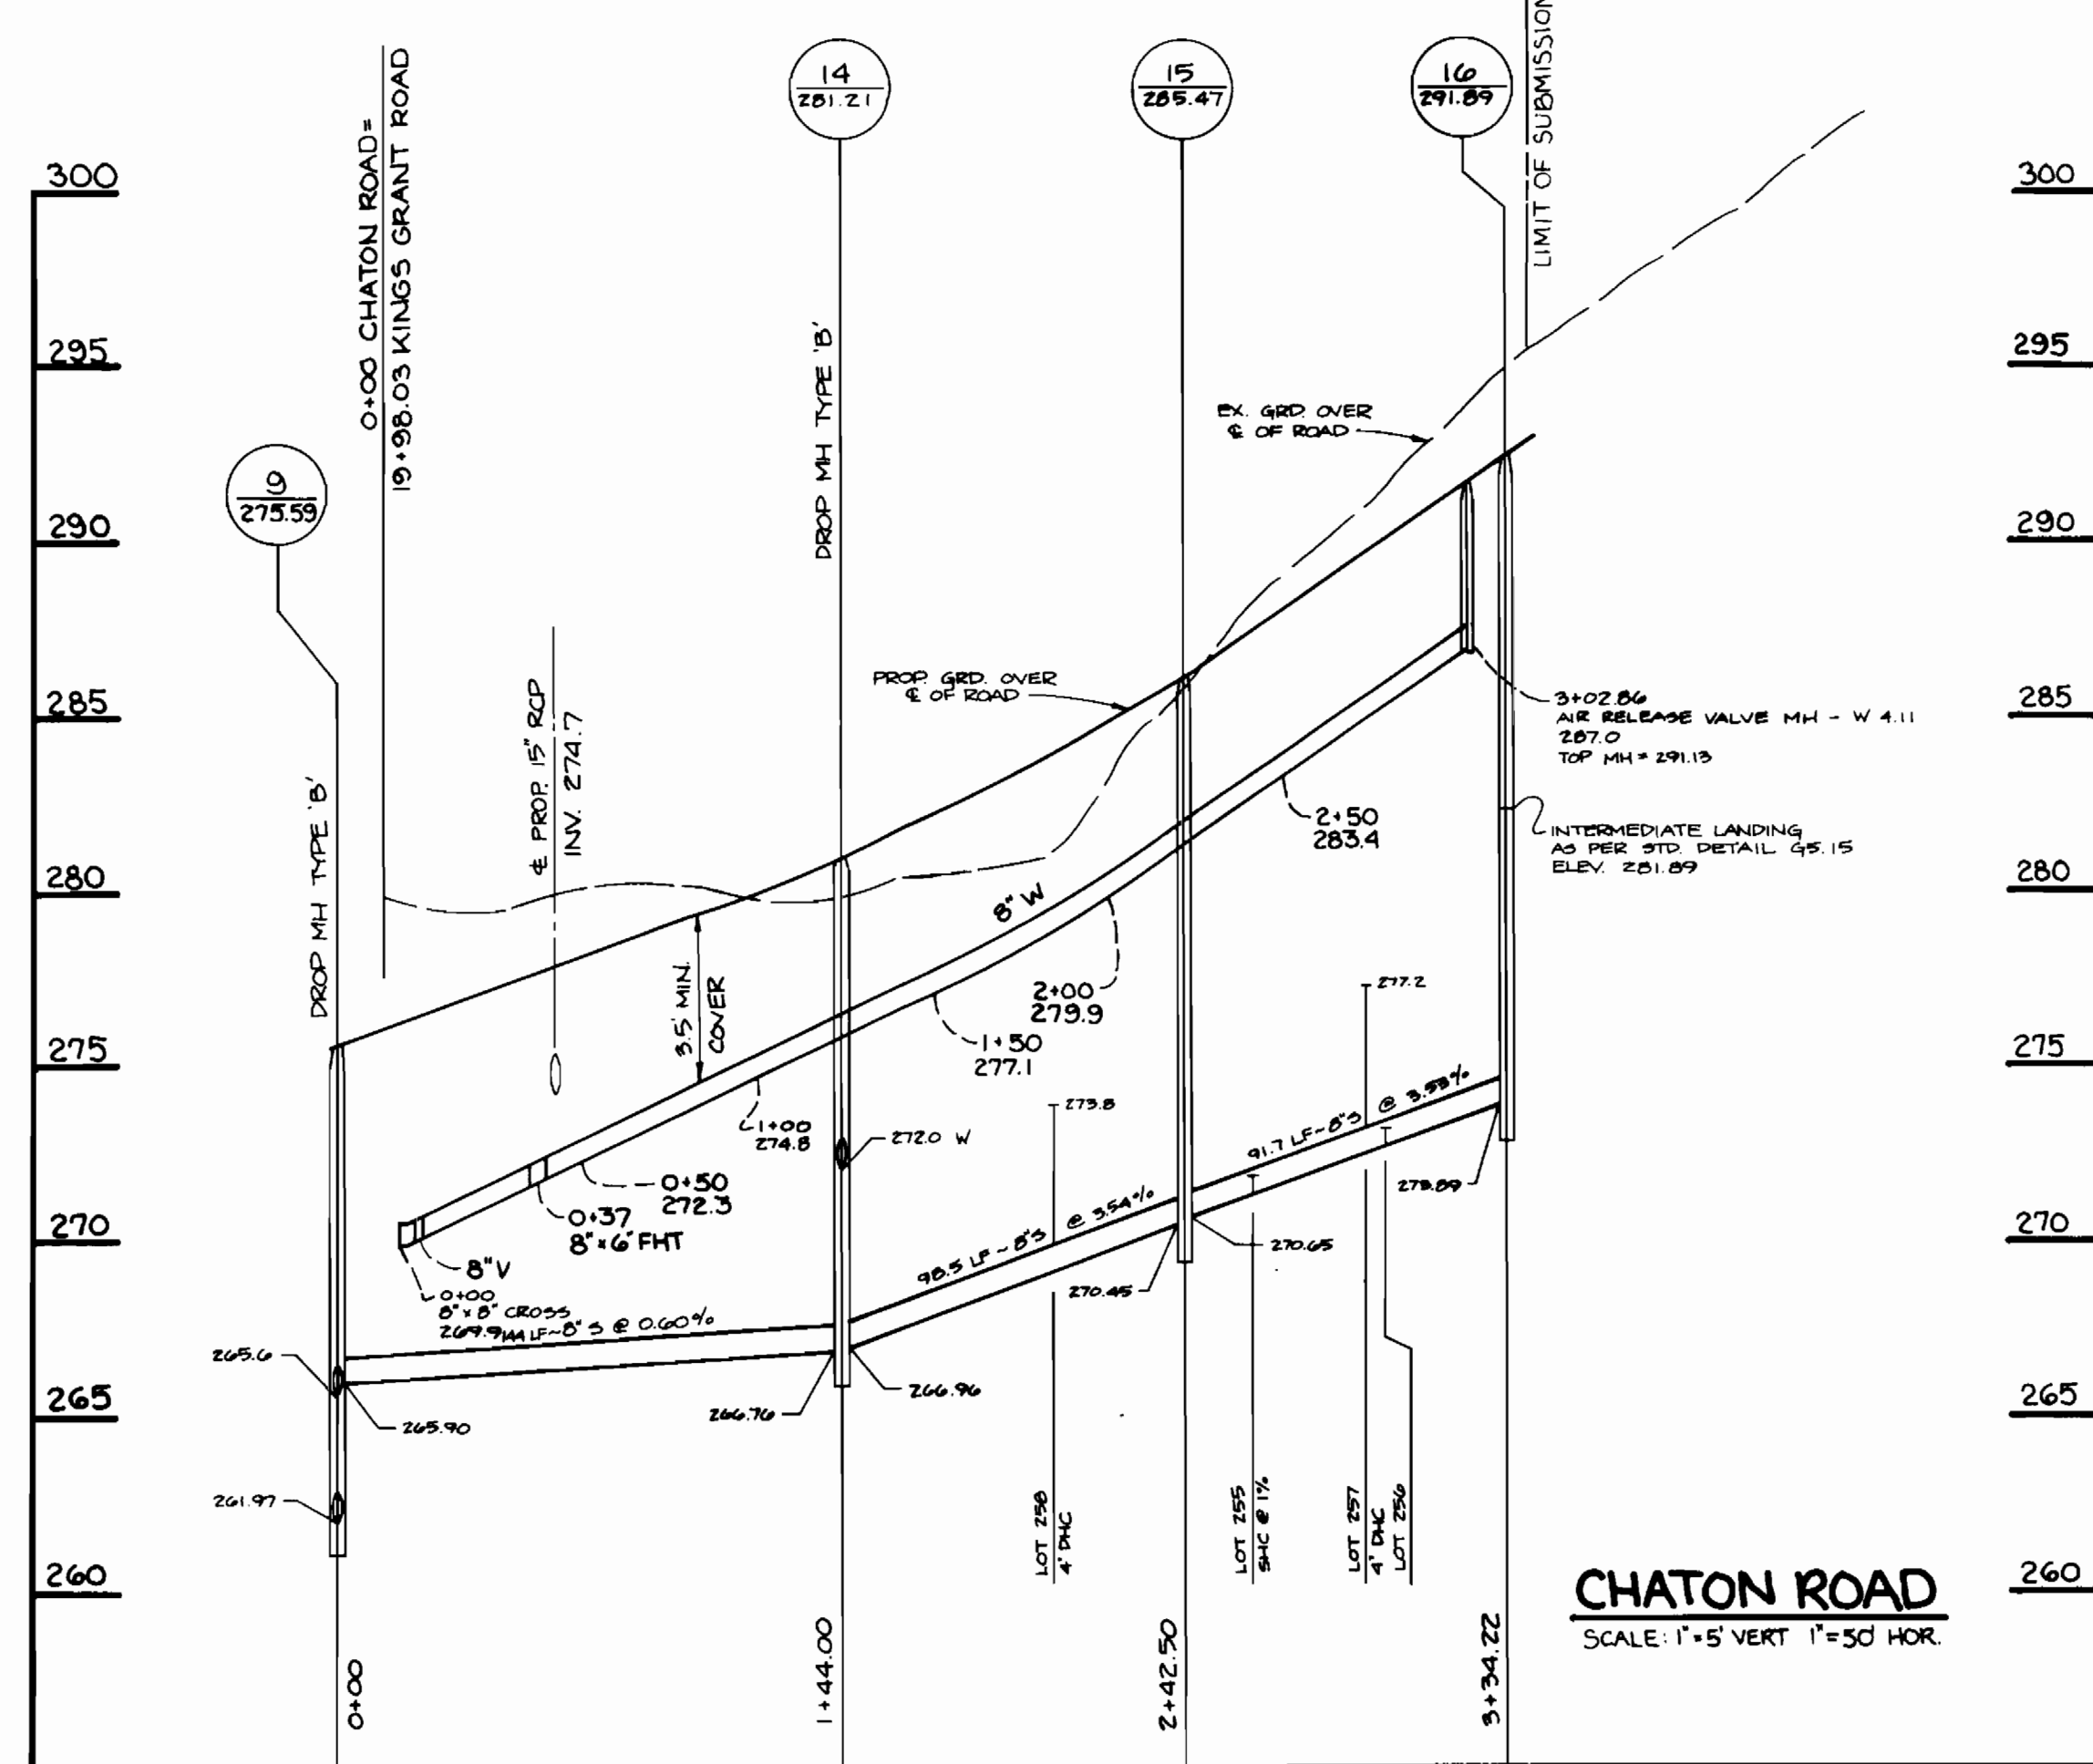 300
295
290
285
280
275
270
265
260
9
275.59
0+00 CHATON ROAD=
19+98.03 KINGS GRANT ROAD
14
281.21
15
285.47
16
291.89
LIMIT OF SUBMISSION
DROP MH TYPE 'B'
DROP MH TYPE 'B'
℄ PROP. 15" RCP
INV. 274.7
EX. GRD. OVER
℄ OF ROAD
PROP. GRD. OVER
℄ OF ROAD
3+02.86
AIR RELEASE VALVE MH - W 4.11
287.0
TOP MH = 291.13
INTERMEDIATE LANDING
AS PER STD. DETAIL G5.15
ELEV. 281.89
2+50
283.4
8" W
2+00
279.9
1+50
277.1
3.5' MIN.
COVER
1+00
274.8
0+50
272.3
0+37
8" x 6" FHT
8" V
0+00
8" x 8" CROSS
269.9
144 LF~8" S @ 0.60%
272.0 W
273.8
277.2
98.5 LF~8"S @ 3.54%
91.7 LF~8"S @ 3.53%
273.89
270.65
270.45
266.96
266.76
265.6
265.90
261.97
LOT 258
4' DHC
LOT 255
SHC @ 1%
LOT 257
4' DHC
LOT 256
0+00
1+44.00
2+42.50
3+34.22
CHATON ROAD
SCALE: 1"=5' VERT 1"=50' HOR.
300
295
290
285
280
275
270
265
260